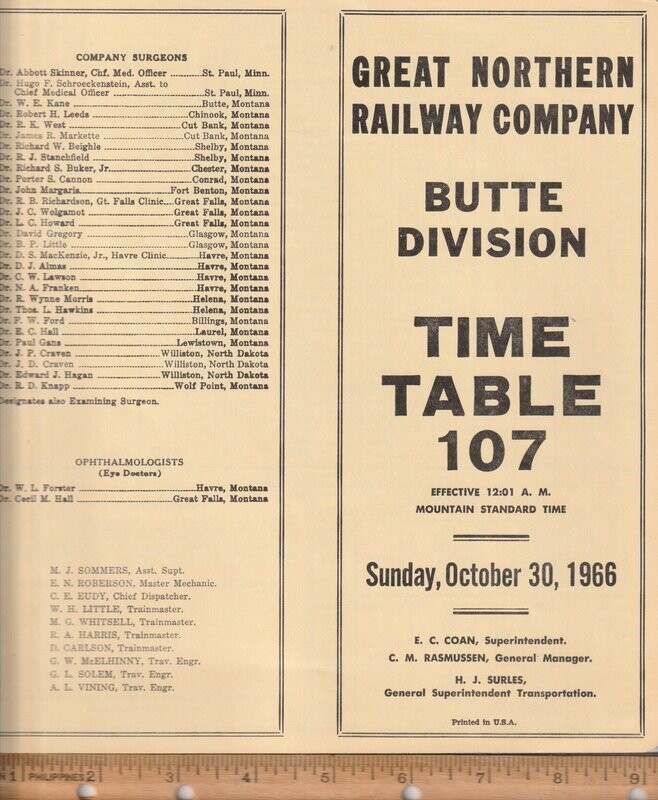 COMPANY SURGEONS
Dr. Abbott Skinner, Chf. Med. Officer ..........St. Paul, Minn.
Dr. Hugo F. Schroeckenstein, Asst. to
Chief Medical Officer ......................St. Paul, Minn.
Dr. W. E. Kane ........................................Butte, Montana
Dr. Robert H. Leeds ...............................Chinook, Montana
Dr. R. K. West ..................................Cut Bank, Montana
Dr. James R. Markette .........................Cut Bank, Montana
Dr. Richard W. Beighle .........................Shelby, Montana
Dr. R. J. Stanchfield .............................Shelby, Montana
Dr. Richard S. Buker, Jr.........................Chester, Montana
Dr. Porter S. Cannon ............................Conrad, Montana
Dr. John Margaris...........................Fort Benton, Montana
Dr. R. B. Richardson, Gt. Falls Clinic....Great Falls, Montana
Dr. J. C. Wolgamot .........................Great Falls, Montana
Dr. L. C. Howard ............................Great Falls, Montana
Dr. David Gregory .............................Glasgow, Montana
Dr. B. P. Little ....................................Glasgow, Montana
Dr. D. S. MacKenzie, Jr., Havre Clinic..........Havre, Montana
Dr. D. J. Almas ......................................Havre, Montana
Dr. C. W. Lawson ..................................Havre, Montana
Dr. N. A. Franken...................................Havre, Montana
Dr. R. Wynne Morris .............................Helena, Montana
Dr. Thos. L. Hawkins .............................Helena, Montana
Dr. F. W. Ford ......................................Billings, Montana
Dr. E. C. Hall .......................................Laurel, Montana
Dr. Paul Gans .................................Lewistown, Montana
Dr. J. P. Craven ............................Williston, North Dakota
Dr. J. D. Craven ............................Williston, North Dakota
Dr. Edward J. Hagan .....................Williston, North Dakota
Dr. R. D. Knapp ..............................Wolf Point, Montana
Designates also Examining Surgeon.
OPHTHALMOLOGISTS
(Eye Doctors)
Dr. W. L. Forster ...................................Havre, Montana
Dr. Cecil M. Hall .............................Great Falls, Montana
M. J. SOMMERS, Asst. Supt.
E. N. ROBERSON, Master Mechanic.
C. E. EUDY, Chief Dispatcher.
W. H. LITTLE, Trainmaster.
M. G. WHITSELL, Trainmaster.
R. A. HARRIS, Trainmaster.
D. CARLSON, Trainmaster.
G. W. McELHINNY, Trav. Engr.
G. L. SOLEM, Trav. Engr.
A. L. VINING, Trav. Engr.
GREAT NORTHERN
RAILWAY COMPANY
BUTTE
DIVISION
TIME
TABLE
107
EFFECTIVE 12:01 A. M.
MOUNTAIN STANDARD TIME
Sunday, October 30, 1966
E. C. COAN, Superintendent.
C. M. RASMUSSEN, General Manager.
H. J. SURLES,
General Superintendent Transportation.
Printed in U.S.A.
1 PHILIPPINES 2 3 4 5 6 7 8 9